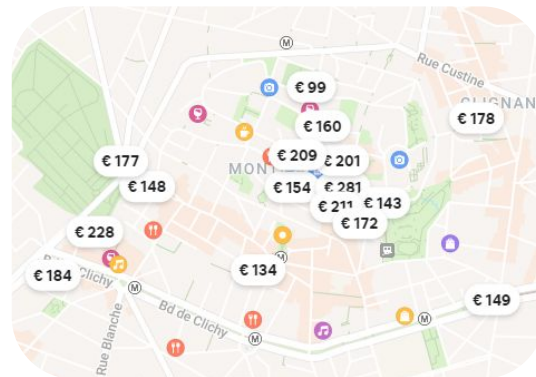 M
Rue Custine
€ 99
CLIGNAN
€ 178
€ 160
€ 177
€ 209
€ 201
MONT
€ 148
€ 154
€ 281
€ 211
€ 143
€ 172
€ 228
€ 134
M
€ 184
Clichy
M
€ 149
Bd de Clichy
M
Rue Blanche
M